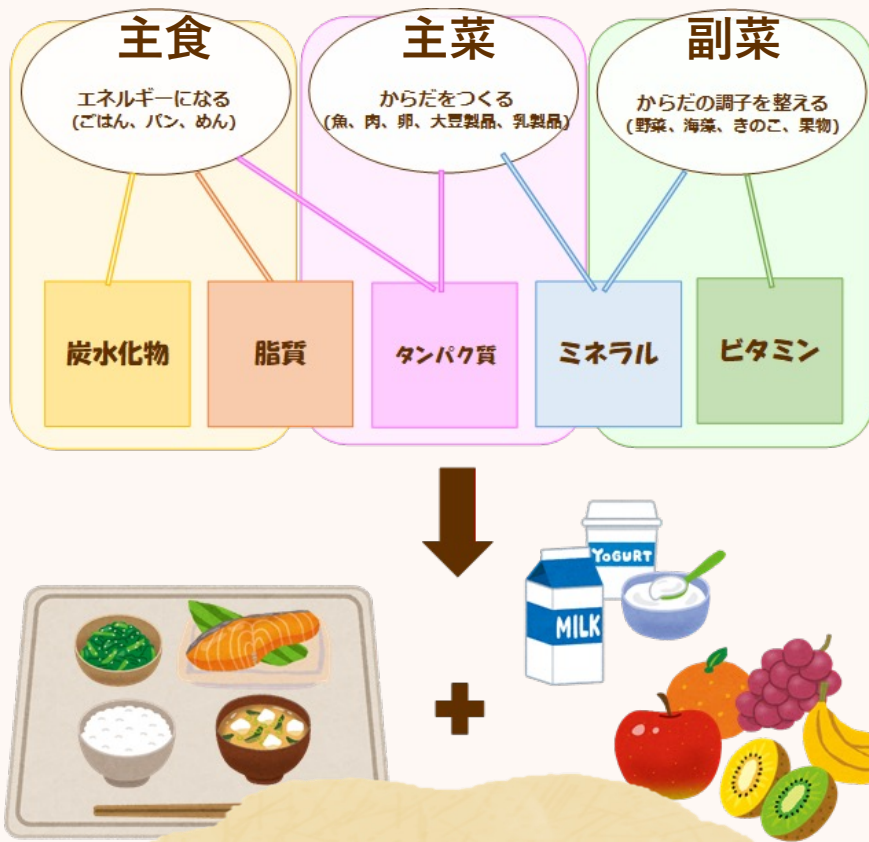 主食
エネルギーになる
(ごはん、パン、めん)
主菜
からだをつくる
(魚、肉、卵、大豆製品、乳製品)
副菜
からだの調子を整える
(野菜、海藻、きのこ、果物)
炭水化物
脂質
タンパク質
ミネラル
ビタミン
YOGURT
MILK